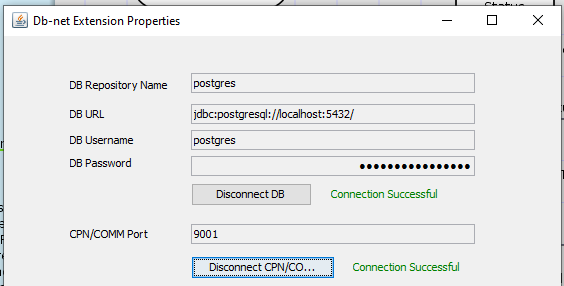 Status
Db-net Extension Properties
DB Repository Name postgres
DB URL jdbc:postgresql://localhost:5432/
DB Username postgres
DB Password ●●●●●●●●●●●●●●●●
Disconnect DB Connection Successful
CPN/COMM Port 9001
Disconnect CPN/CO... Connection Successful